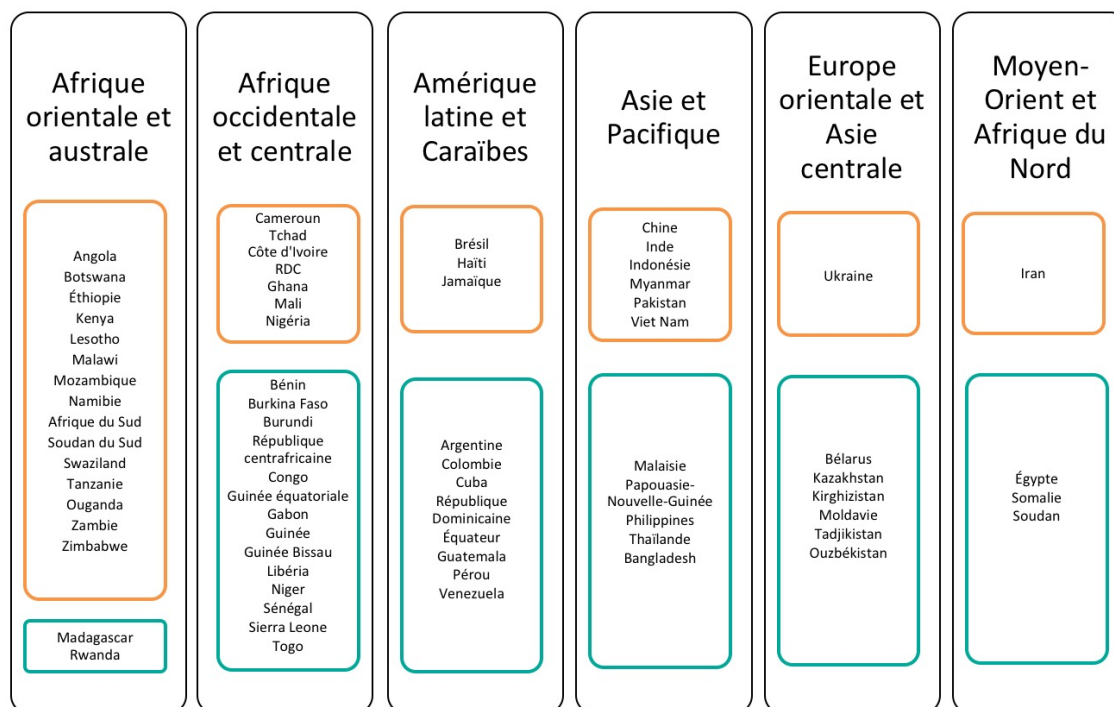 Afrique
orientale et
australe
Angola
Botswana
Éthiopie
Kenya
Lesotho
Malawi
Mozambique
Namibie
Afrique du Sud
Soudan du Sud
Swaziland
Tanzanie
Ouganda
Zambie
Zimbabwe
Madagascar
Rwanda
Afrique
occidentale
et centrale
Cameroun
Tchad
Côte d'Ivoire
RDC
Ghana
Mali
Nigéria
Bénin
Burkina Faso
Burundi
République
centrafricaine
Congo
Guinée équatoriale
Gabon
Guinée
Guinée Bissau
Libéria
Niger
Sénégal
Sierra Leone
Togo
Amérique
latine et
Caraïbes
Brésil
Haïti
Jamaïque
Argentine
Colombie
Cuba
République
Dominicaine
Équateur
Guatemala
Pérou
Venezuela
Asie et
Pacifique
Chine
Inde
Indonésie
Myanmar
Pakistan
Viet Nam
Malaisie
Papouasie-
Nouvelle-Guinée
Philippines
Thaïlande
Bangladesh
Europe
orientale et
Asie
centrale
Ukraine
Bélarus
Kazakhstan
Kirghizistan
Moldavie
Tadjikistan
Ouzbékistan
Moyen-
Orient et
Afrique du
Nord
Iran
Égypte
Somalie
Soudan